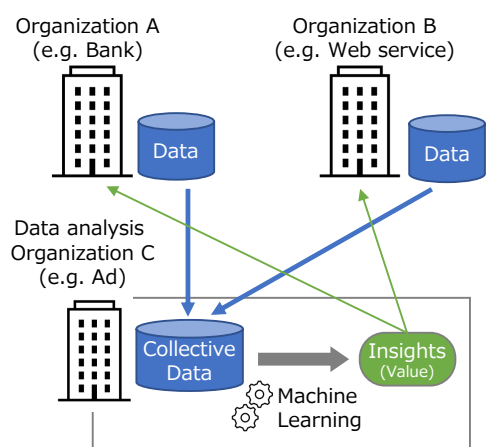 Organization A
(e.g. Bank)
Organization B
(e.g. Web service)
Data
Data
Data analysis
Organization C
(e.g. Ad)
Collective
Data
Insights
(Value)
Machine
Learning